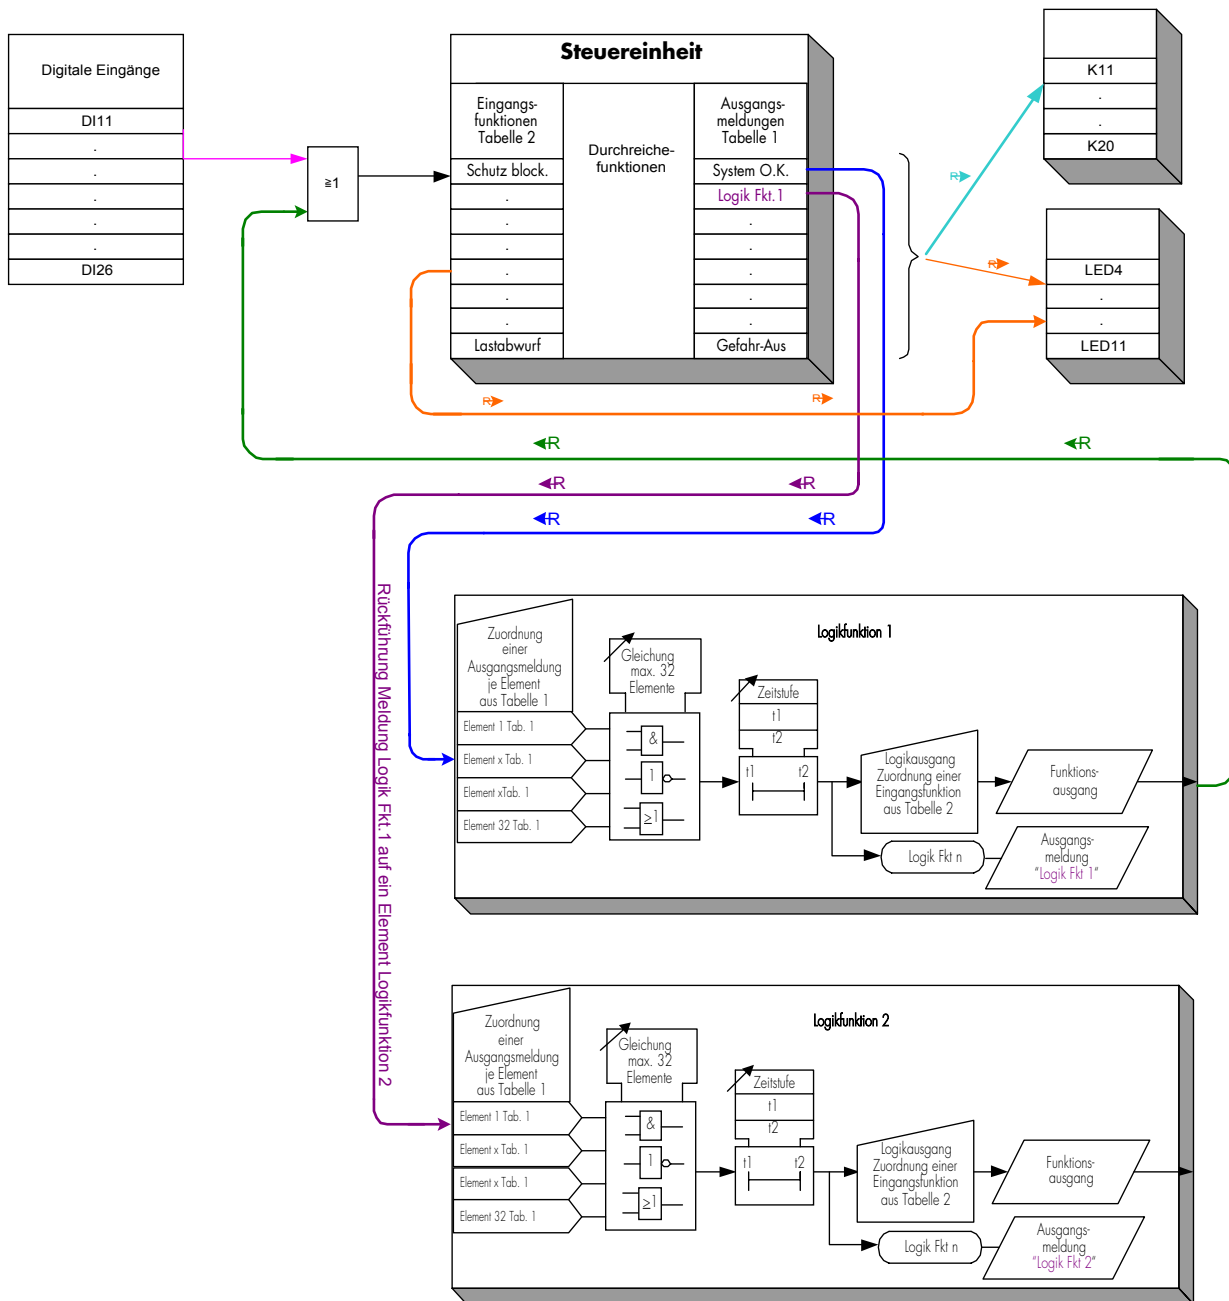 Digitale Eingänge
DI11
.
.
.
.
.
DI26
≧1
Steuereinheit
Eingangs-
funktionen
Tabelle 2
Schutz block.
.
.
.
.
.
.
Lastabwurf
Durchreiche-
funktionen
Ausgangs-
meldungen
Tabelle 1
System O.K.
Logik Fkt.1
.
.
.
.
.
Gefahr-Aus
K11
.
.
K20
LED4
.
.
LED11
R
R
R
R
R
R
R
R
R
R
Rückführung Meldung Logik Fkt.1 auf ein Element Logikfunktion 2
Logikfunktion 1
Zuordnung
einer
Ausgangsmeldung
je Element
aus Tabelle 1
Element 1 Tab. 1
Element x Tab. 1
Element xTab. 1
Element 32 Tab. 1
Gleichung
max. 32
Elemente
&
1
≥1
Zeitstufe
t1
t2
t1 t2
Logikausgang
Zuordnung einer
Eingangsfunktion
aus Tabelle 2
Funktions-
ausgang
Logik Fkt n
Ausgangs-
meldung
"Logik Fkt 1"
Logikfunktion 2
Zuordnung
einer
Ausgangsmeldung
je Element
aus Tabelle 1
Element 1 Tab. 1
Element x Tab. 1
Element x Tab. 1
Element 32 Tab. 1
Gleichung
max. 32
Elemente
&
1
≥1
Zeitstufe
t1
t2
t1 t2
Logikausgang
Zuordnung einer
Eingangsfunktion
aus Tabelle 2
Funktions-
ausgang
Logik Fkt n
Ausgangs-
meldung
"Logik Fkt 2"